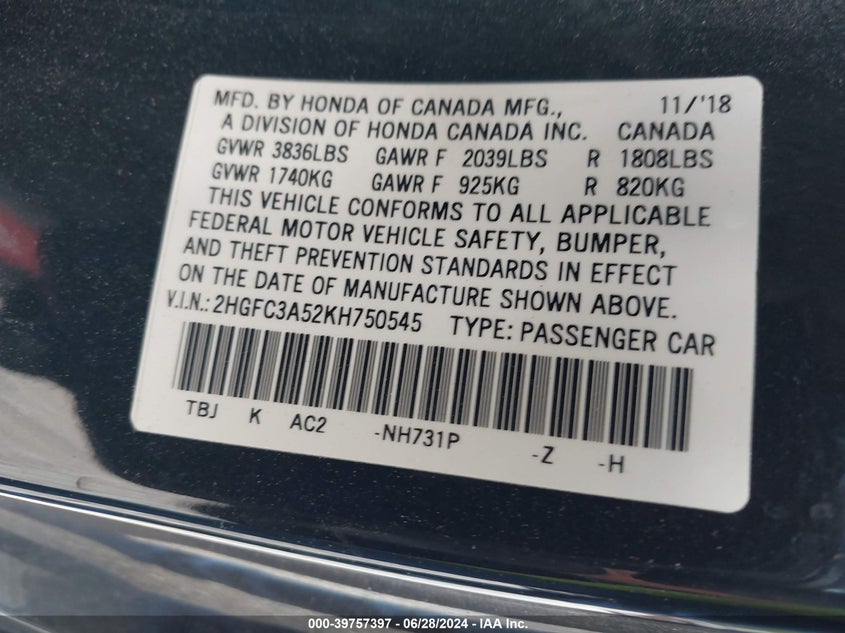 MFD. BY HONDA OF CANADA MFG., 11/'18
A DIVISION OF HONDA CANADA INC. CANADA
GVWR 3836LBS GAWR F 2039LBS R 1808LBS
GVWR 1740KG GAWR F 925KG R 820KG
THIS VEHICLE CONFORMS TO ALL APPLICABLE
FEDERAL MOTOR VEHICLE SAFETY, BUMPER,
AND THEFT PREVENTION STANDARDS IN EFFECT
ON THE DATE OF MANUFACTURE SHOWN ABOVE.
V.I.N.: 2HGFC3A52KH750545 TYPE: PASSENGER CAR
TBJ K AC2 -NH731P -Z -H
000-39757397 - 06/28/2024 - IAA Inc.